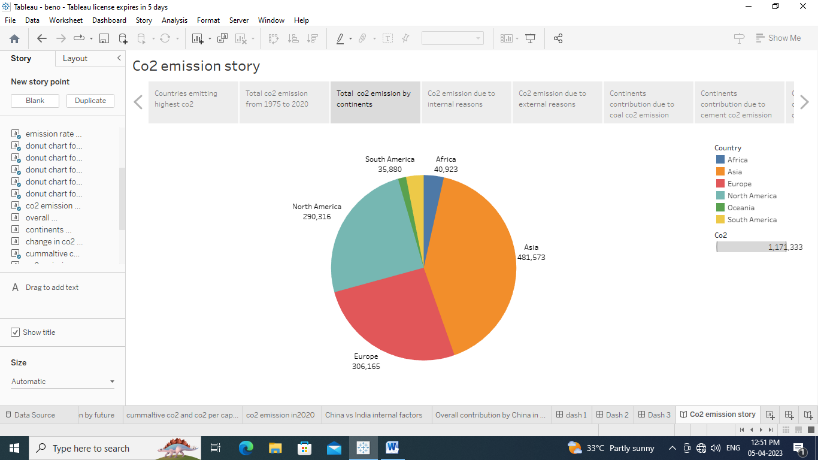 Tableau - beno - Tableau license expires in 5 days
File Data Worksheet Dashboard Story Analysis Format Server Window Help
Show Me
Story Layout
New story point
Blank Duplicate
emission rate ...
donut chart fo...
donut chart fo...
donut chart fo...
donut chart fo...
donut chart fo...
co2 emission ...
overall ...
continents ...
change in co2 ...
cummaltive c...
A Drag to add text
Show title
Size
Automatic
Co2 emission story
Countries emitting
highest co2
Total co2 emission
from 1975 to 2020
Total co2 emission by
continents
Co2 emission due to
internal reasons
Co2 emission due to
external reasons
Continents
contribution due to
coal co2 emission
Continents
contribution due to
cement co2 emission
South America
35,880
Africa
40,923
North America
290,316
Asia
481,573
Europe
306,165
Country
Africa
Asia
Europe
North America
Oceania
South America
Co2
1,171,333
Data Source n by future cummaltive co2 and co2 per cap... co2 emission in2020 China vs India internal factors Overall contribution by China in ... dash 1 Dash 2 Dash 3 Co2 emission story
Type here to search
33°C Partly sunny
ENG
12:51 PM
05-04-2023